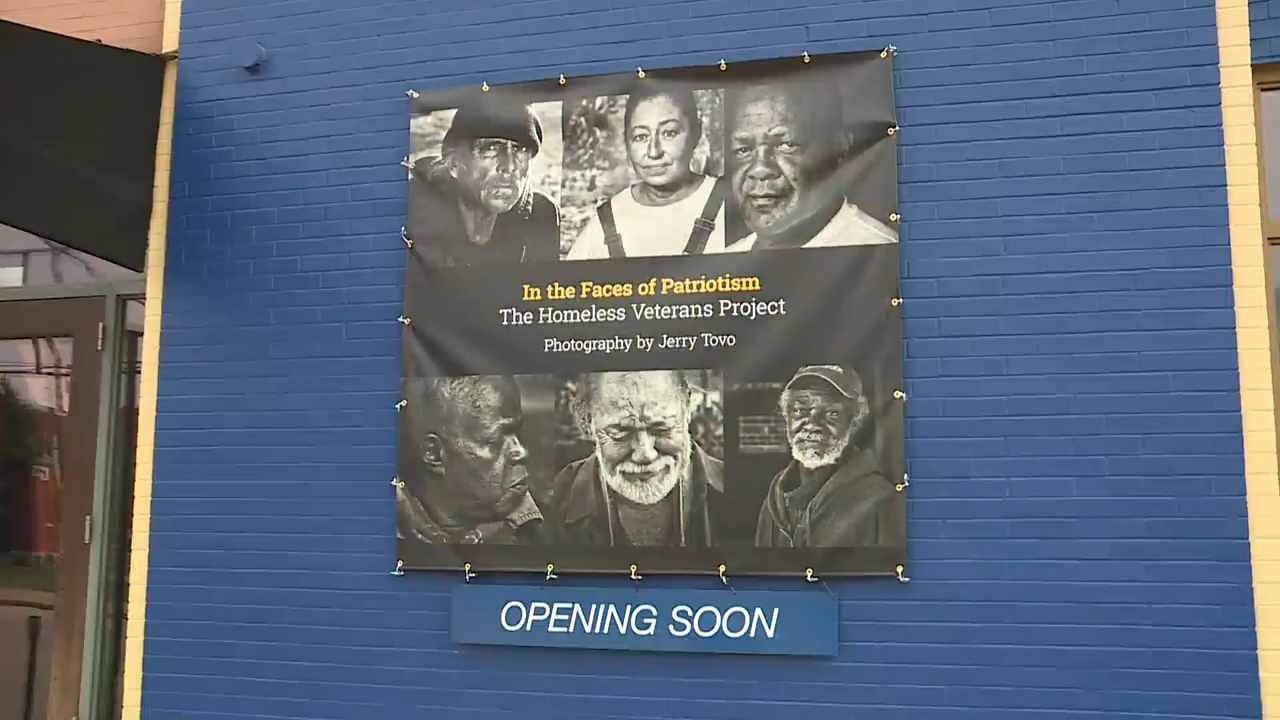 In the Faces of Patriotism
The Homeless Veterans Project
Photography by Jerry Tovo
OPENING SOON